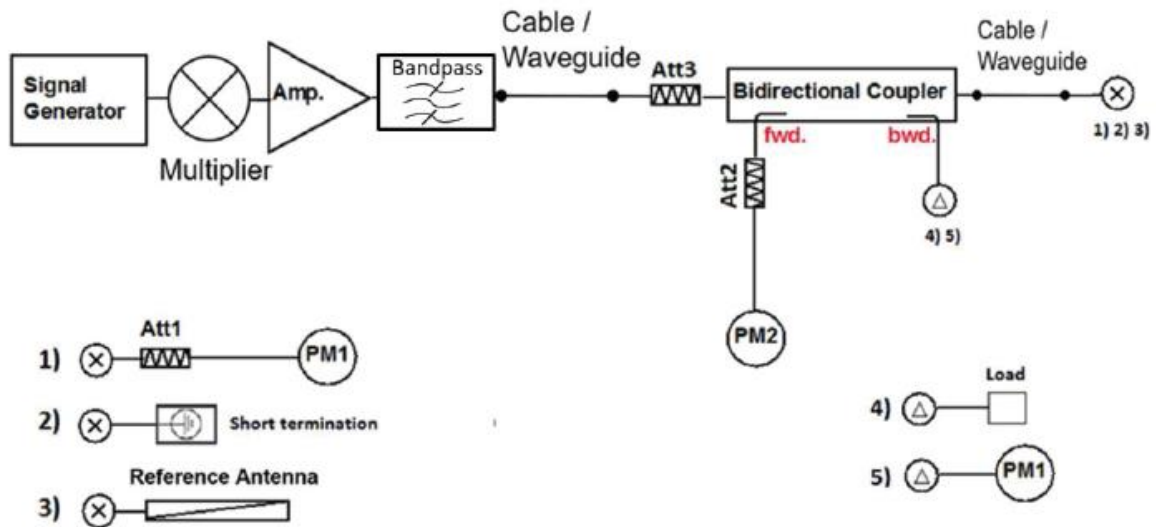 Cable /
Waveguide
Cable /
Waveguide
Signal
Generator
Multiplier
Amp.
Bandpass
Att3
Bidirectional Coupler
fwd.
bwd.
1) 2) 3)
Att2
4) 5)
PM2
Att1
1)
PM1
2)
Short termination
Reference Antenna
3)
Load
4)
5)
PM1